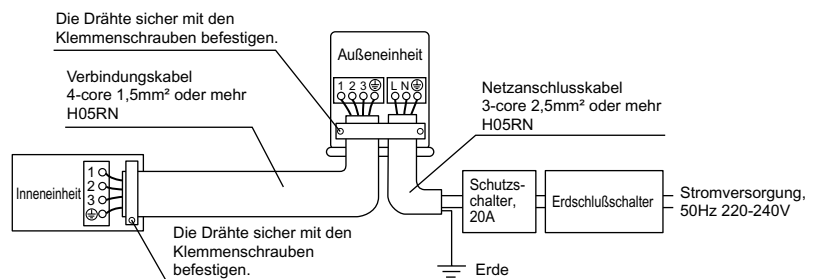 Die Drähte sicher mit den
Klemmenschrauben befestigen.
Außeneinheit
1 2 3
L N
Verbindungskabel
4-core 1,5mm² oder mehr
H05RN
Netzanschlusskabel
3-core 2,5mm² oder mehr
H05RN
Inneneinheit
1
2
3
Schutzs-
chalter,
20A
Erdschlußschalter
Stromversorgung,
50Hz 220-240V
Die Drähte sicher mit den
Klemmenschrauben
befestigen.
Erde